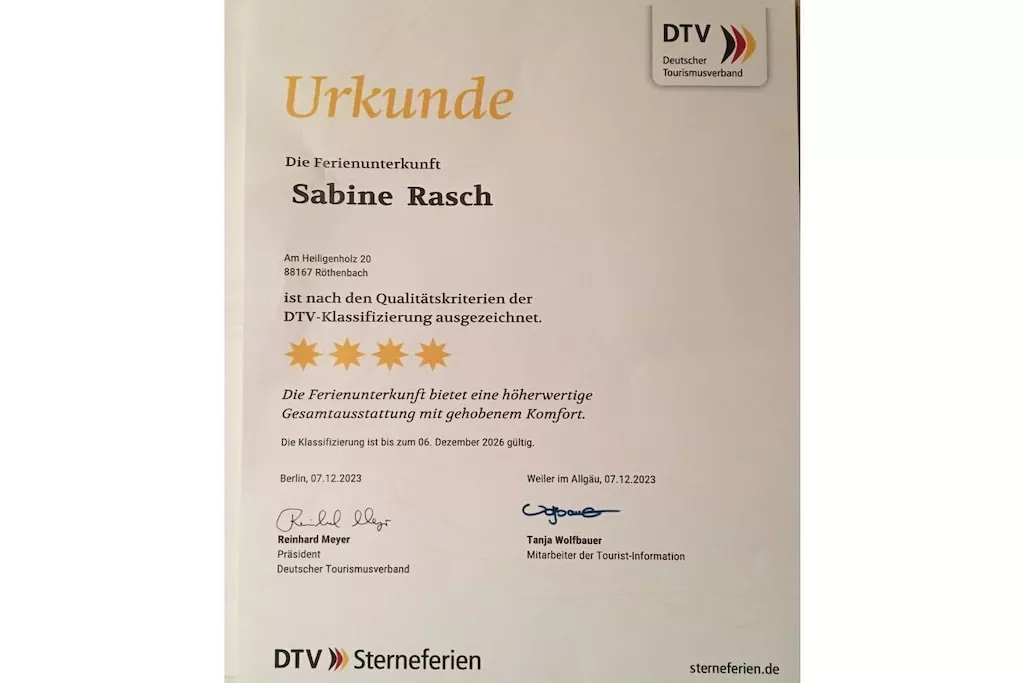 DTV
Deutscher
Tourismusverband
Urkunde
Die Ferienunterkunft
Sabine Rasch
Am Heiligenholz 20
88167 Röthenbach
ist nach den Qualitätskriterien der
DTV-Klassifizierung ausgezeichnet.
Die Ferienunterkunft bietet eine höherwertige
Gesamtausstattung mit gehobenem Komfort.
Die Klassifizierung ist bis zum 06. Dezember 2026 gültig.
Berlin, 07.12.2023
Reinhard Meyer
Reinhard Meyer
Präsident
Deutscher Tourismusverband
Weiler im Allgäu, 07.12.2023
Wolfbauer
Tanja Wolfbauer
Mitarbeiter der Tourist-Information
DTV Sterneferien
sterneferien.de